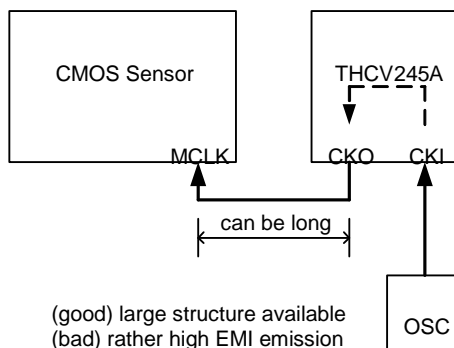 CMOS Sensor
THCV245A
MCLK
CKO
CKI
can be long
(good) large structure available
(bad) rather high EMI emission
OSC